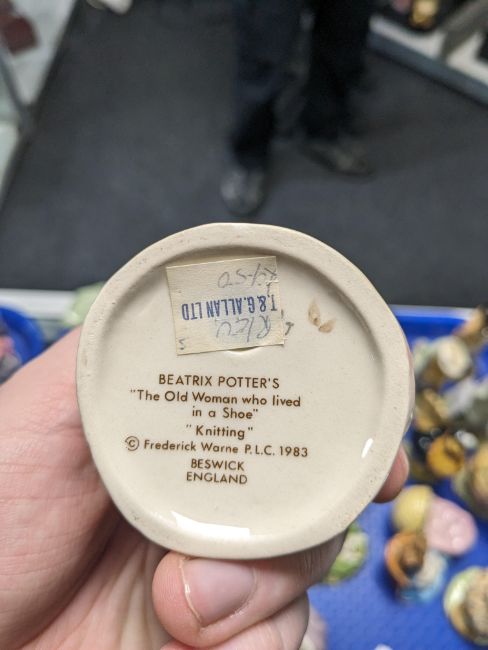 T.&G.ALLAN LTD
BEATRIX POTTER'S
"The Old Woman who lived
in a Shoe"
"Knitting"
© Frederick Warne P.L.C. 1983
BESWICK
ENGLAND